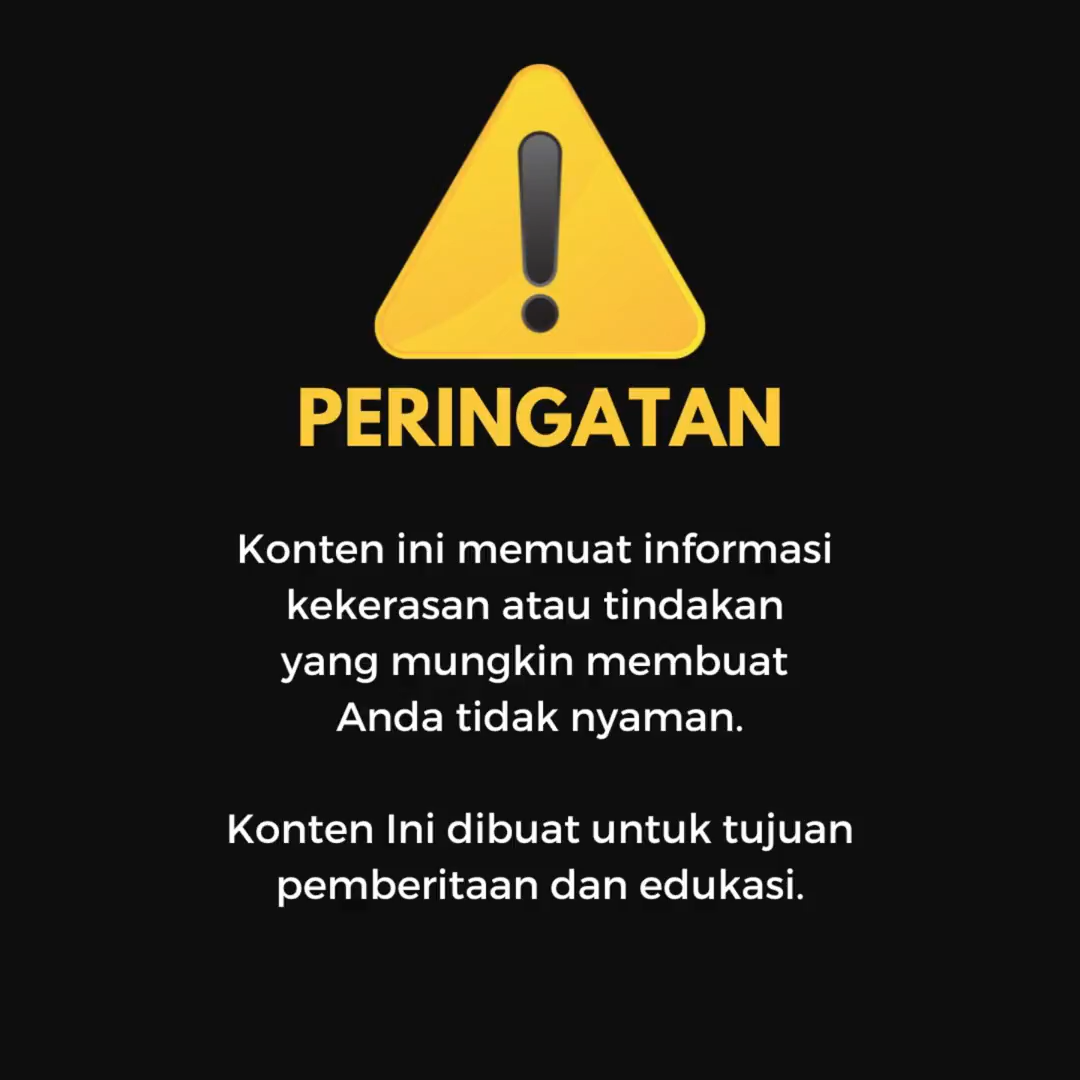 PERINGATAN
Konten ini memuat informasi
kekerasan atau tindakan
yang mungkin membuat
Anda tidak nyaman.
Konten Ini dibuat untuk tujuan
pemberitaan dan edukasi.